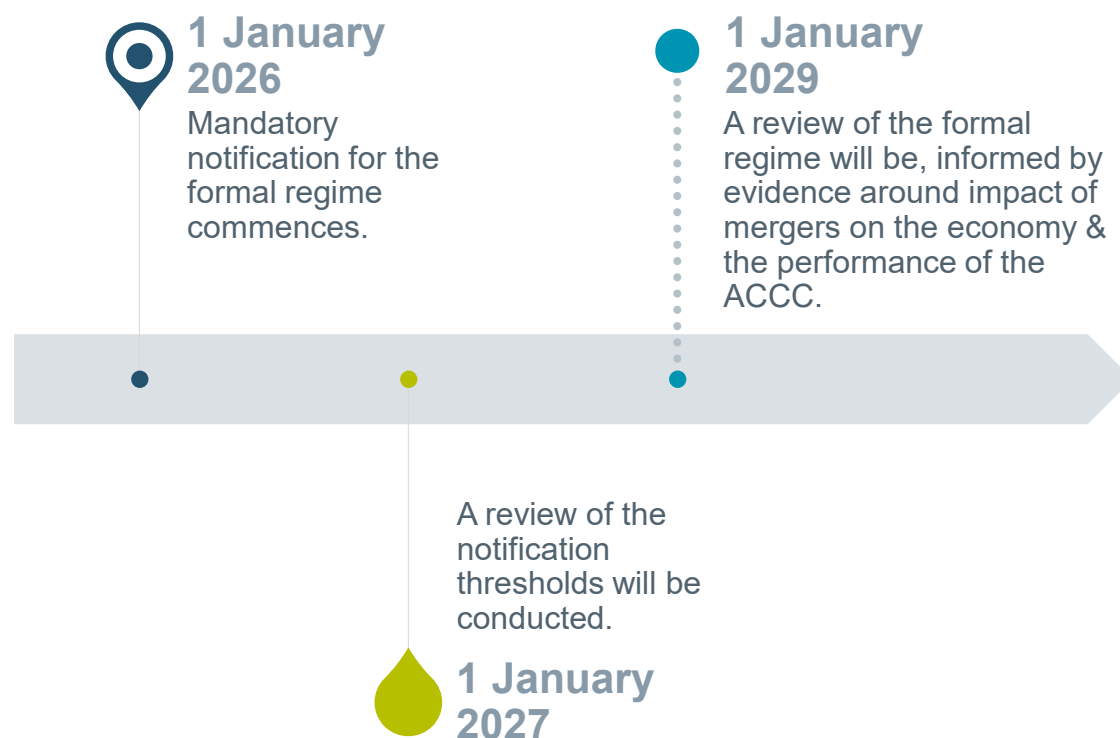 1 January
2026
Mandatory
notification for the
formal regime
commences.
1 January
2029
A review of the formal
regime will be, informed by
evidence around impact of
mergers on the economy &
the performance of the
ACCC.
A review of the
notification
thresholds will be
conducted.
1 January
2027